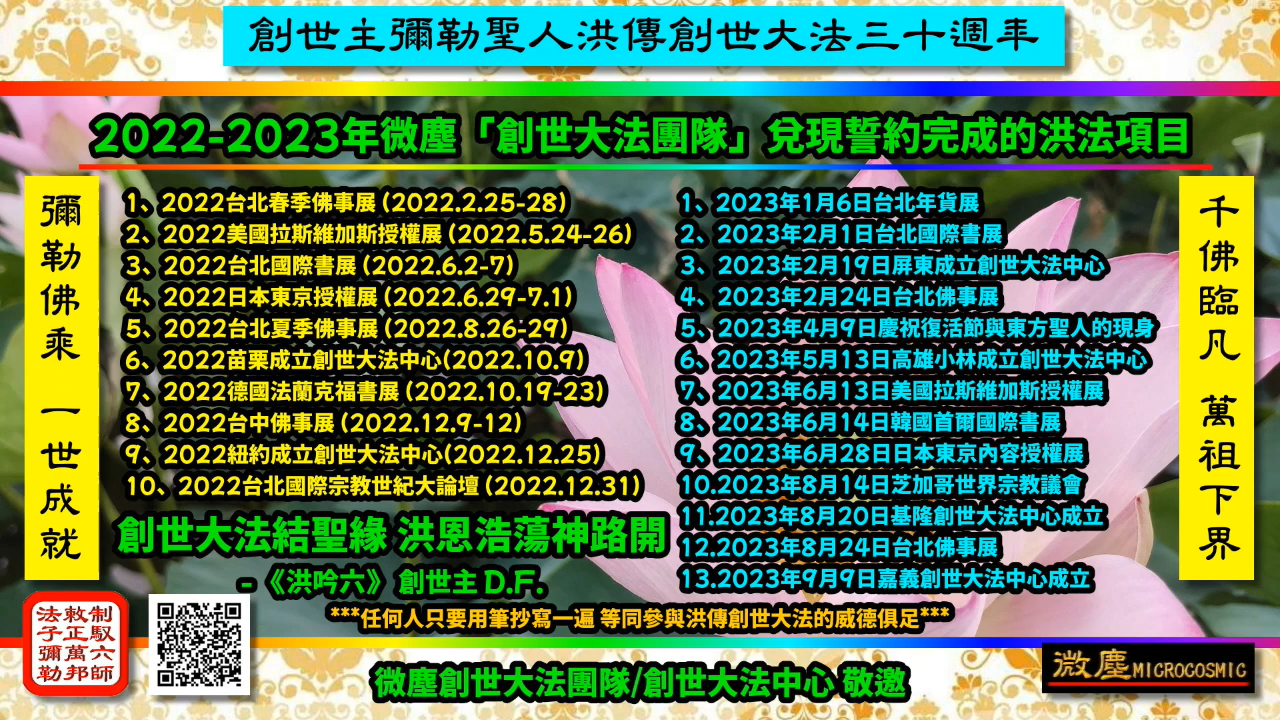 創世主彌勒聖人洪傳創世大法三十週年
2022-2023年微塵「創世大法團隊」兌現誓約完成的洪法項目
彌勒佛乘 一世成就
1、2022台北春季佛事展 (2022.2.25-28)
2、2022美國拉斯維加斯授權展 (2022.5.24-26)
3、2022台北國際書展 (2022.6.2-7)
4、2022日本東京授權展 (2022.6.29-7.1)
5、2022台北夏季佛事展 (2022.8.26-29)
6、2022苗栗成立創世大法中心(2022.10.9)
7、2022德國法蘭克福書展 (2022.10.19-23)
8、2022台中佛事展 (2022.12.9-12)
9、2022紐約成立創世大法中心(2022.12.25)
10、2022台北國際宗教世紀大論壇 (2022.12.31)
創世大法結聖緣 洪恩浩蕩神路開
-《洪吟六》創世主 D.F.
1、2023年1月6日台北年貨展
2、2023年2月1日台北國際書展
3、2023年2月19日屏東成立創世大法中心
4、2023年2月24日台北佛事展
5、2023年4月9日慶祝復活節與東方聖人的現身
6、2023年5月13日高雄小林成立創世大法中心
7、2023年6月13日美國拉斯維加斯授權展
8、2023年6月14日韓國首爾國際書展
9、2023年6月28日日本東京內容授權展
10.2023年8月14日芝加哥世界宗教議會
11.2023年8月20日基隆創世大法中心成立
12.2023年8月24日台北佛事展
13.2023年9月9日嘉義創世大法中心成立
千佛臨凡 萬祖下界
***任何人只要用筆抄寫一遍 等同參與洪傳創世大法的威德俱足***
制馭六師
敕正萬邦
法子彌勒
微塵創世大法團隊/創世大法中心 敬邀
微塵MICROCOSMIC